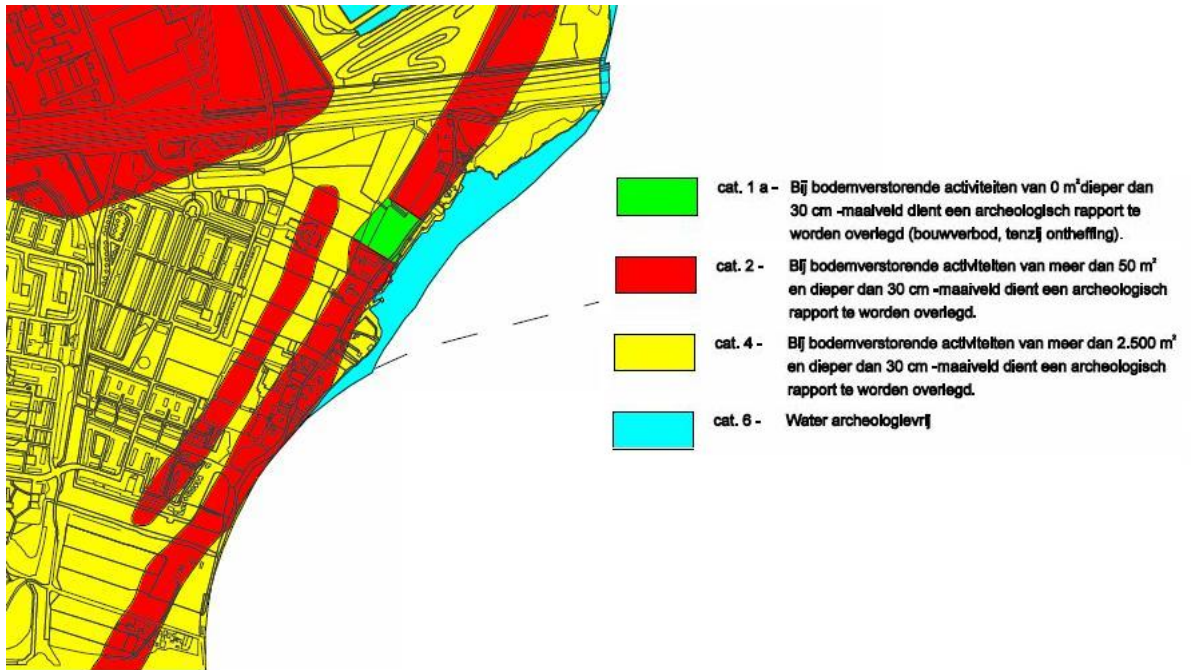 cat. 1 a - Bij bodemverstorende activiteiten van 0 m² dieper dan
30 cm -maaiveld dient een archeologisch rapport te
worden overlegd (bouwverbod, tenzij ontheffing).
cat. 2 - Bij bodemverstorende activiteiten van meer dan 50 m²
en dieper dan 30 cm -maaiveld dient een archeologisch
rapport te worden overlegd.
cat. 4 - Bij bodemverstorende activiteiten van meer dan 2.500 m²
en dieper dan 30 cm -maaiveld dient een archeologisch
rapport te worden overlegd.
cat. 6 - Water archeologievrij